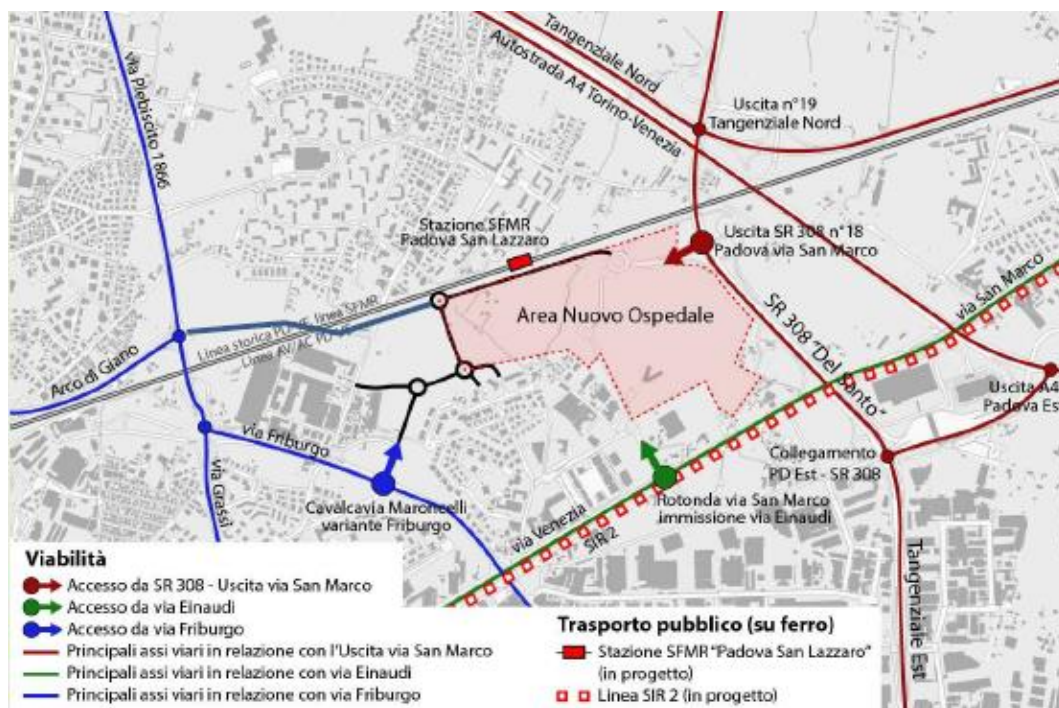 Tangenziale Nord
Autostrada A4 Torino-Venezia
via Plebiscito 1866
Uscita n°19
Tangenziale Nord
Stazione SFMR
Padova San Lazzaro
Uscita SR 308 n°18
Padova via San Marco
via San Marco
Area Nuovo Ospedale
Linea storica PD-VE linea SFMR
Linea AV/AC PD-VE
Arco di Giano
SR 308 "Del Santo"
Uscita A4
Padova Est
via Friburgo
via Grassi
Collegamento
PD Est - SR 308
Cavalcavia Maroncelli
variante Friburgo
Rotonda via San Marco
immissione via Einaudi
via Venezia
SIR 2
Tangenziale Est
Viabilità
Accesso da SR 308 - Uscita via San Marco
Accesso da via Einaudi
Accesso da via Friburgo
Principali assi viari in relazione con l'Uscita via San Marco
Principali assi viari in relazione con via Einaudi
Principali assi viari in relazione con via Friburgo
Trasporto pubblico (su ferro)
Stazione SFMR "Padova San Lazzaro"
(in progetto)
Linea SIR 2 (in progetto)